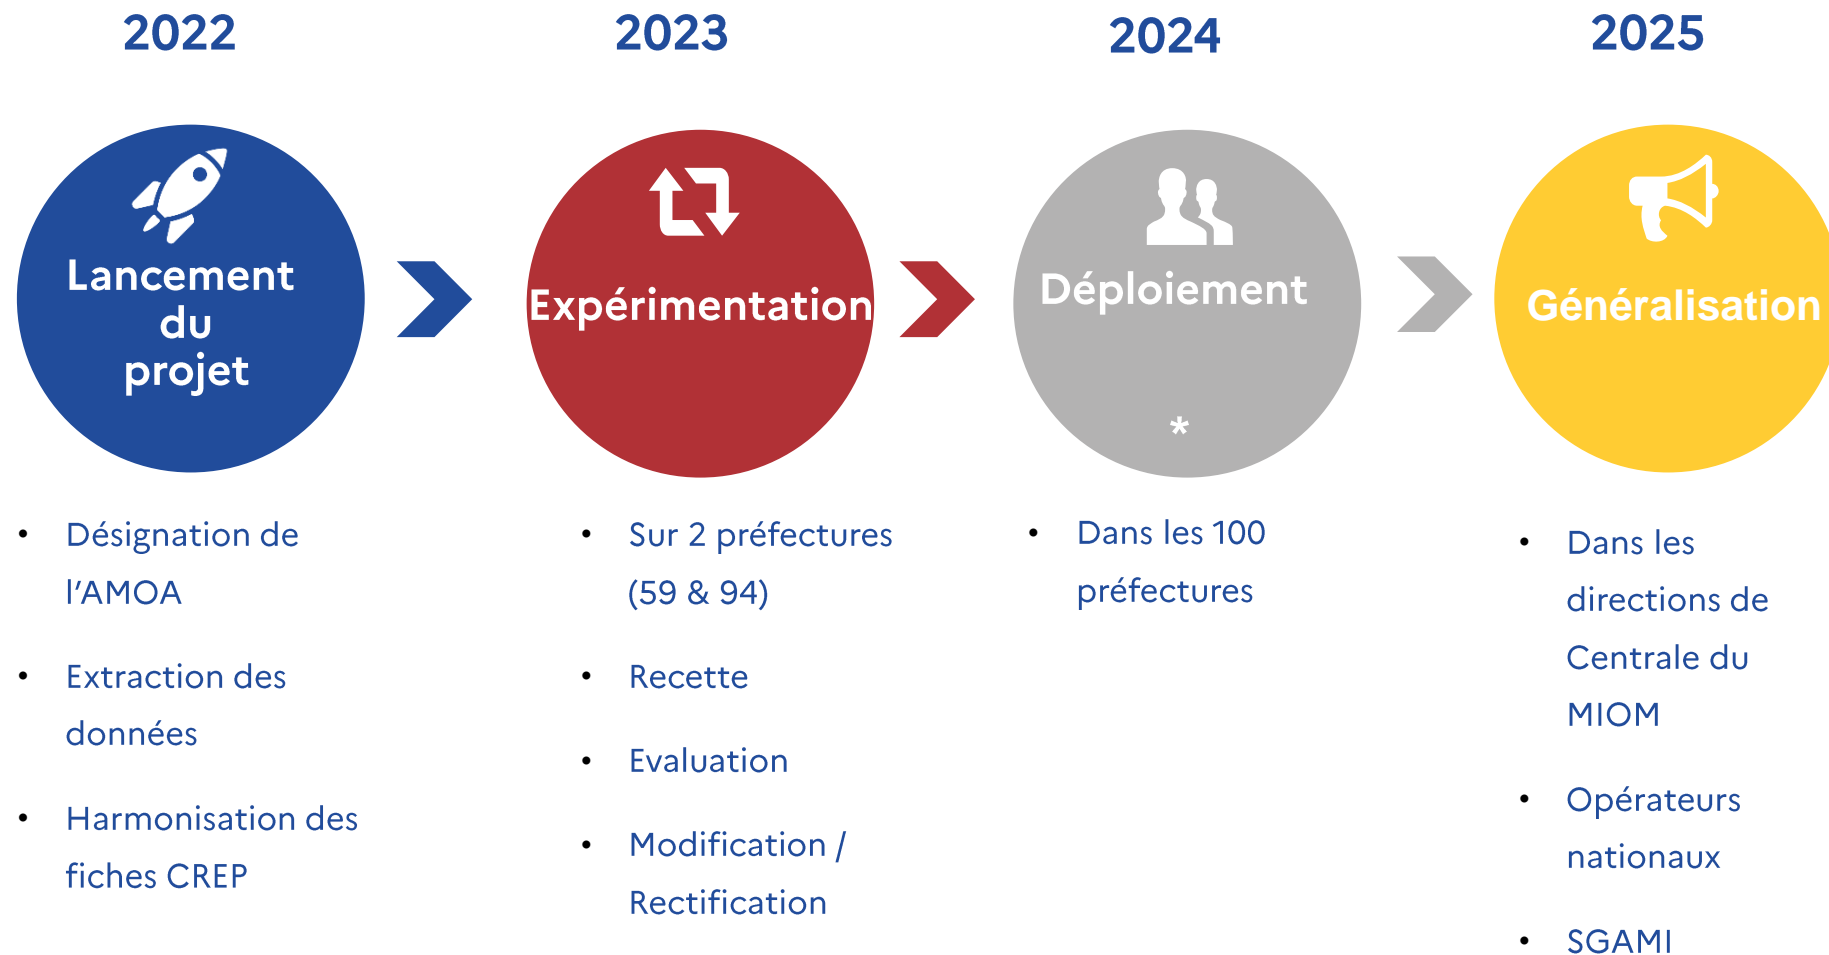 2022
Lancement
du
projet
• Désignation de
l’AMOA
• Extraction des
données
• Harmonisation des
fiches CREP
2023
Expérimentation
• Sur 2 préfectures
(59 & 94)
• Recette
• Evaluation
• Modification /
Rectification
2024
Déploiement
*
• Dans les 100
préfectures
2025
Généralisation
• Dans les
directions de
Centrale du
MIOM
• Opérateurs
nationaux
• SGAMI